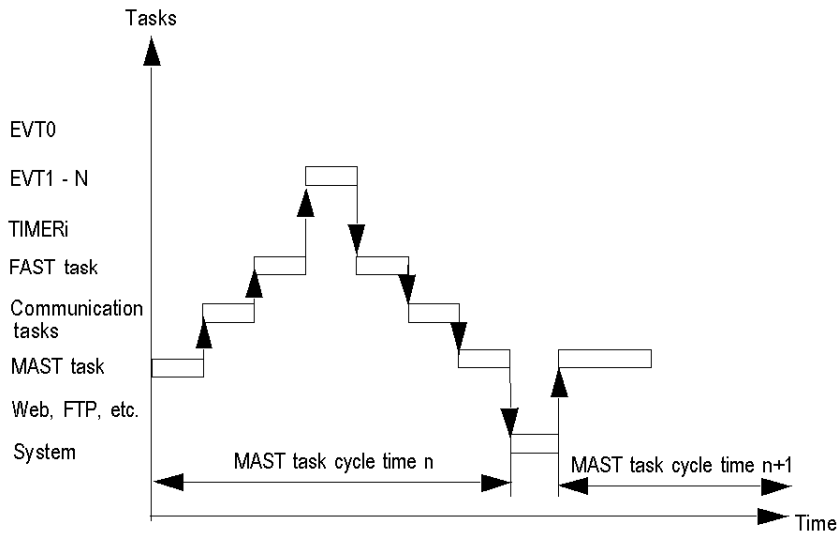 Tasks
EVT0
EVT1 - N
TIMERi
FAST task
Communication
tasks
MAST task
Web, FTP, etc.
System
MAST task cycle time n
MAST task cycle time n+1
Time